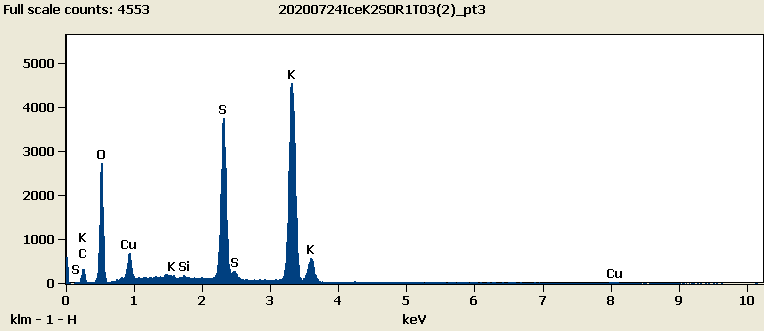 Full scale counts: 4553 20200724IceK2SOR1T03(2)_pt3
5000
4000
3000
2000
1000
0
K
S
O
K
C
S
Cu
K Si
S
K
Cu
0 1 2 3 4 5 6 7 8 9 10
klm - 1 - H keV